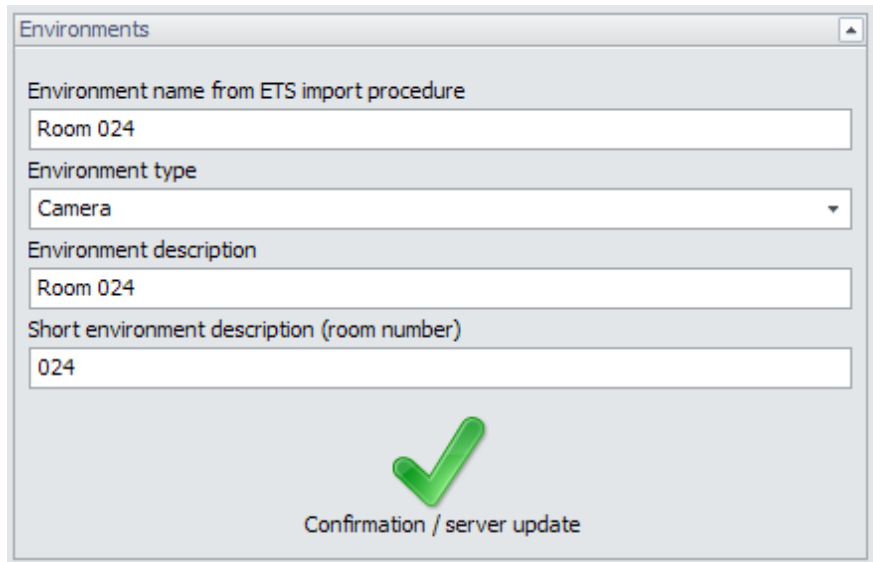 Environments
Environment name from ETS import procedure
Room 024
Environment type
Camera
Environment description
Room 024
Short environment description (room number)
024
Confirmation / server update